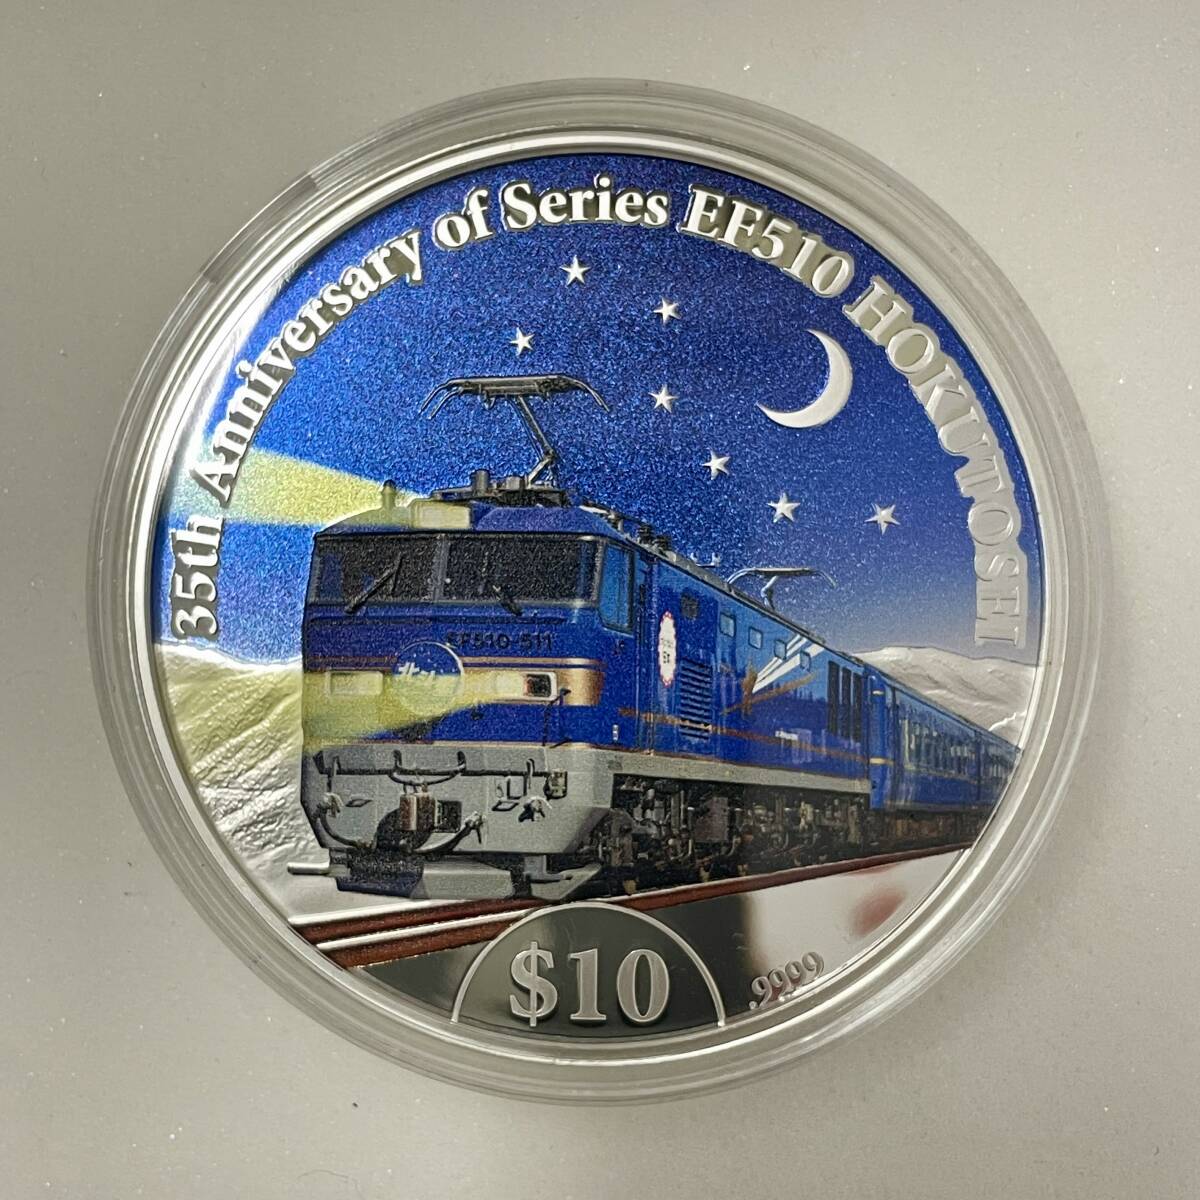 35th Anniversary of Series EF510 HOKUTOSEI
EF510-511
$10
.9999